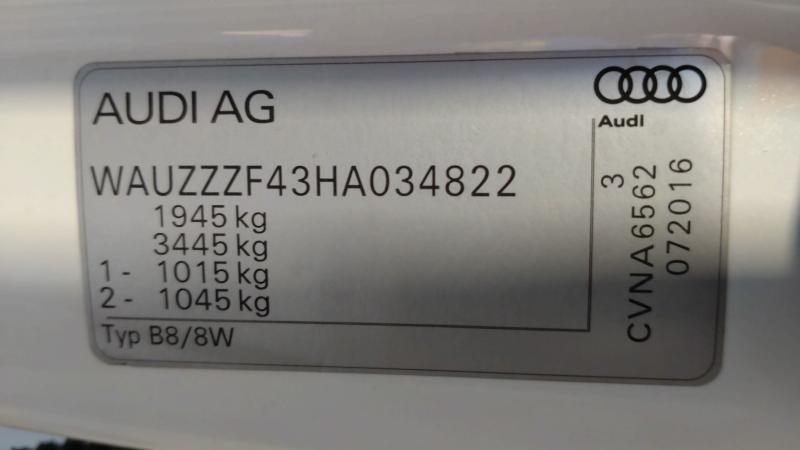 AUDI AG
Audi
WAUZZZF43HA034822
1945 kg
3445 kg
1 - 1015 kg
2 - 1045 kg
Typ B8/8W
3
CVNA6562
072016